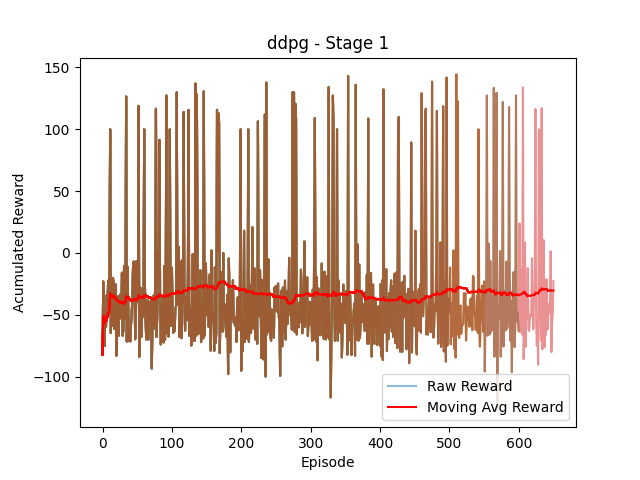 ddpg - Stage 1
Acumulated Reward
150
100
50
0
−50
−100
0
100
200
300
400
500
600
Episode
Raw Reward
Moving Avg Reward